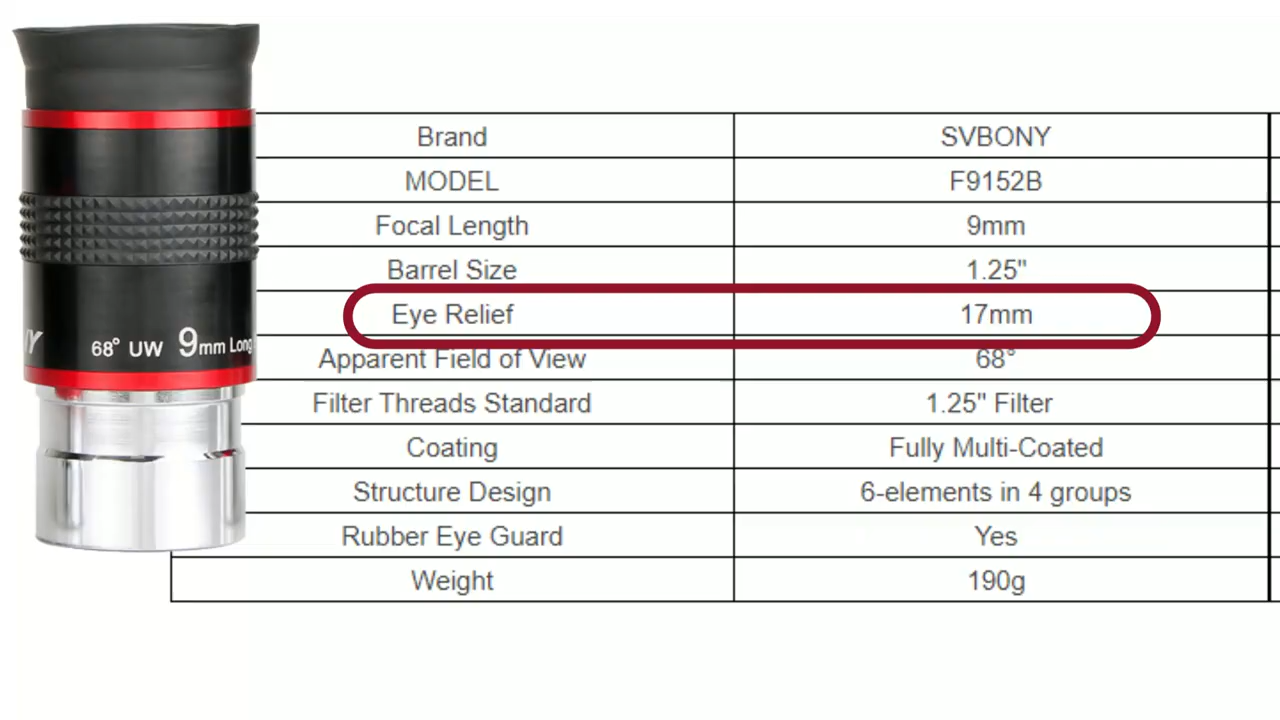 Brand SVBONY
MODEL F9152B
Focal Length 9mm
Barrel Size 1.25"
Eye Relief 17mm
Apparent Field of View 68°
Filter Threads Standard 1.25" Filter
Coating Fully Multi-Coated
Structure Design 6-elements in 4 groups
Rubber Eye Guard Yes
Weight 190g
68° UW 9mm Long